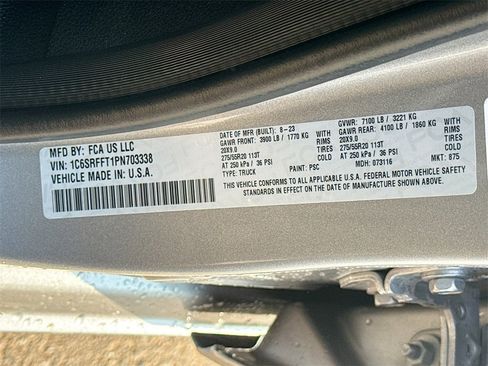 MFD BY: FCA US LLC
VIN: 1C6SRFFT1PN703338
VEHICLE MADE IN: U.S.A.
DATE OF MFR (BUILT): 8-23
GAWR FRONT: 3900 LB / 1770 KG
20X9.0 WITH RIMS
275/55R20 113T TIRES
AT 250 kPa / 36 PSI
TYPE: TRUCK
PAINT: PSC
MDH: 073116
GVWR: 7100 LB / 3221 KG
GAWR REAR: 4100 LB / 1860 KG
20X9.0 WITH RIMS
275/55R20 113T TIRES
AT 250 kPa / 36 PSI
MKT: 875
THIS VEHICLE CONFORMS TO ALL APPLICABLE U.S.A. FEDERAL MOTOR VEHICLE SAFETY
STANDARDS IN EFFECT ON THE DATE OF MANUFACTURE SHOWN ABOVE.